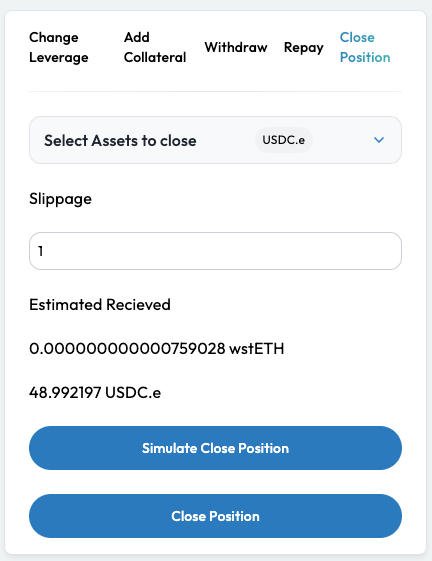 Change Leverage
Add Collateral
Withdraw
Repay
Close Position
Select Assets to close
USDC.e
Slippage
1
Estimated Recieved
0.000000000000759028 wstETH
48.992197 USDC.e
Simulate Close Position
Close Position